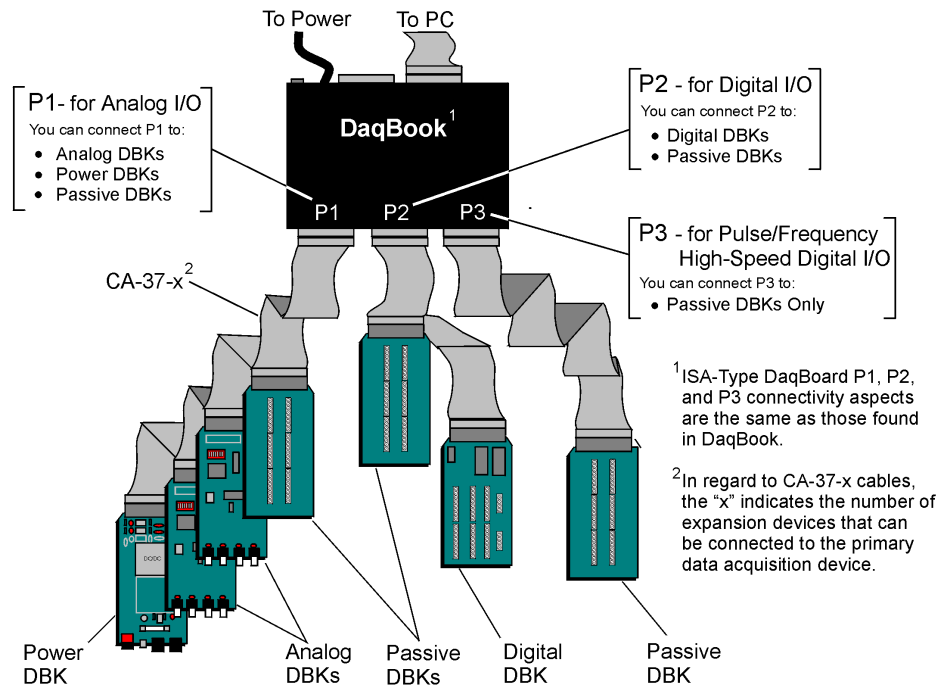 To Power
To PC
P1- for Analog I/O
You can connect P1 to:
• Analog DBKs
• Power DBKs
• Passive DBKs
DaqBook1
P2 - for Digital I/O
You can connect P2 to:
• Digital DBKs
• Passive DBKs
P1 P2 P3
P3 - for Pulse/Frequency
High-Speed Digital I/O
You can connect P3 to:
• Passive DBKs Only
CA-37-x2
1ISA-Type DaqBoard P1, P2,
and P3 connectivity aspects
are the same as those found
in DaqBook.
2In regard to CA-37-x cables,
the “x” indicates the number of
expansion devices that can
be connected to the primary
data acquisition device.
DC/DC
Power
DBK
Analog
DBKs
Passive
DBKs
Digital
DBK
Passive
DBK